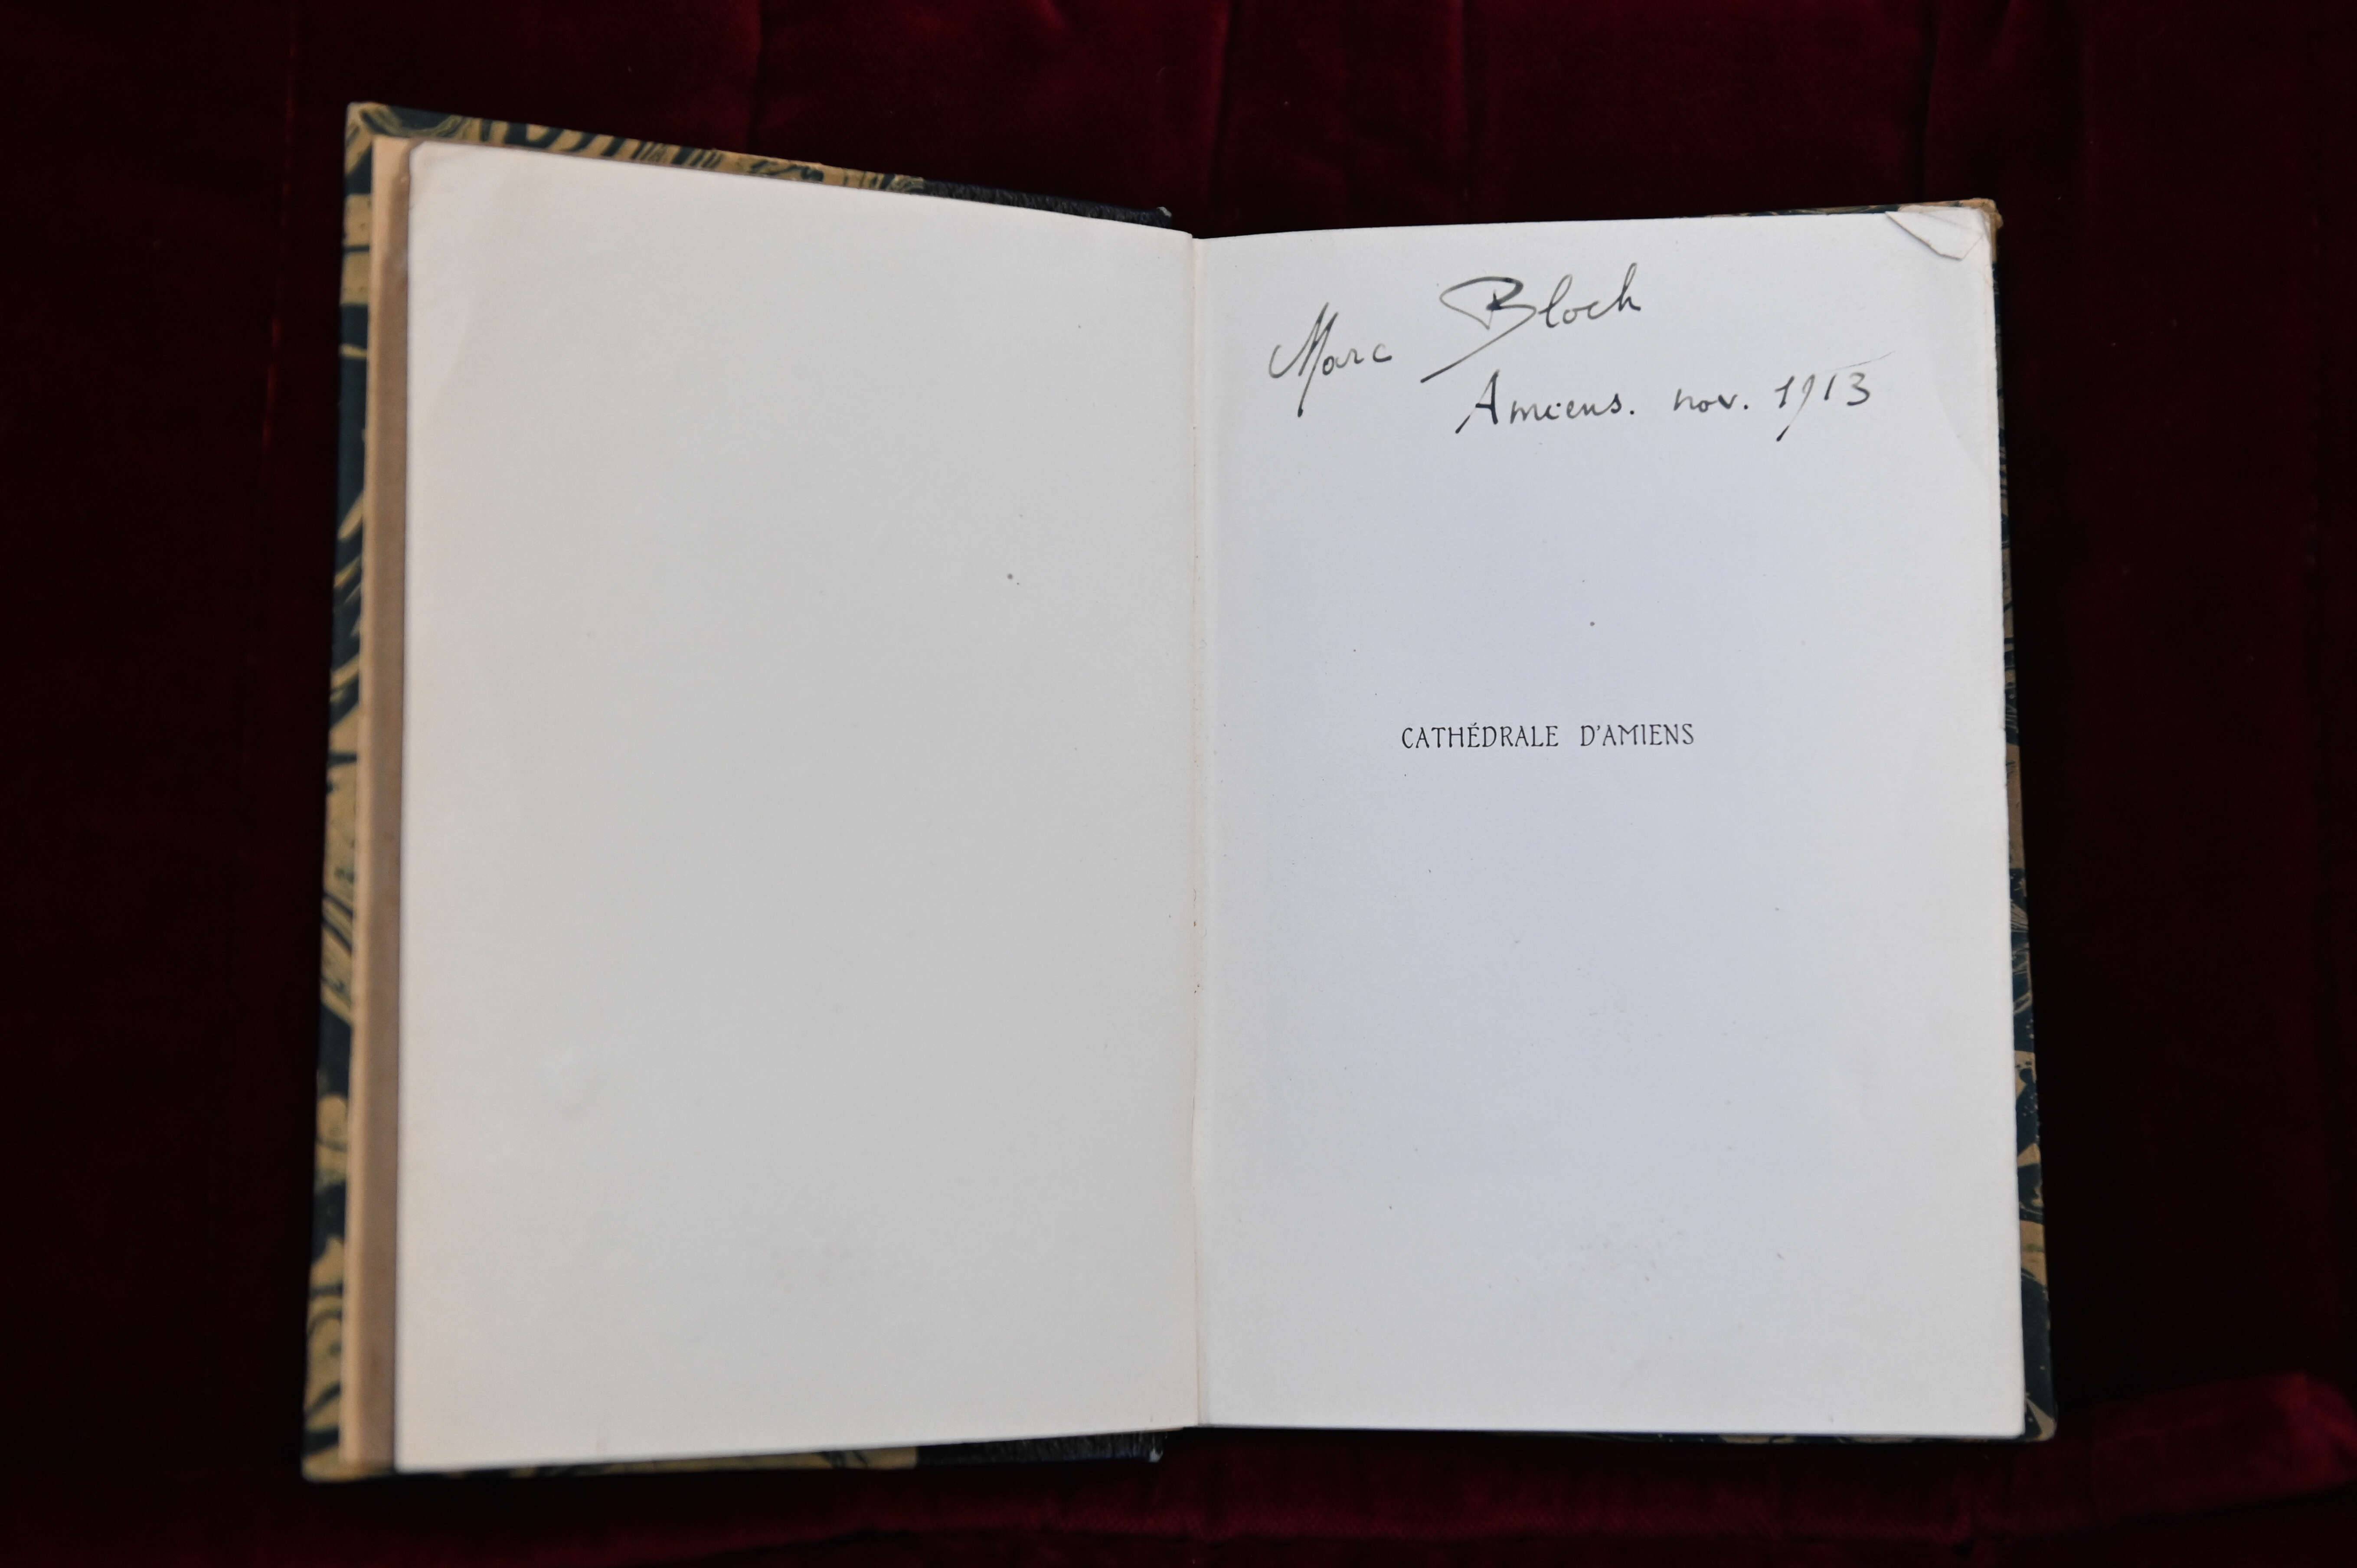 Marc Bloch
Amiens. nov. 1913
CATHÉDRALE D'AMIENS